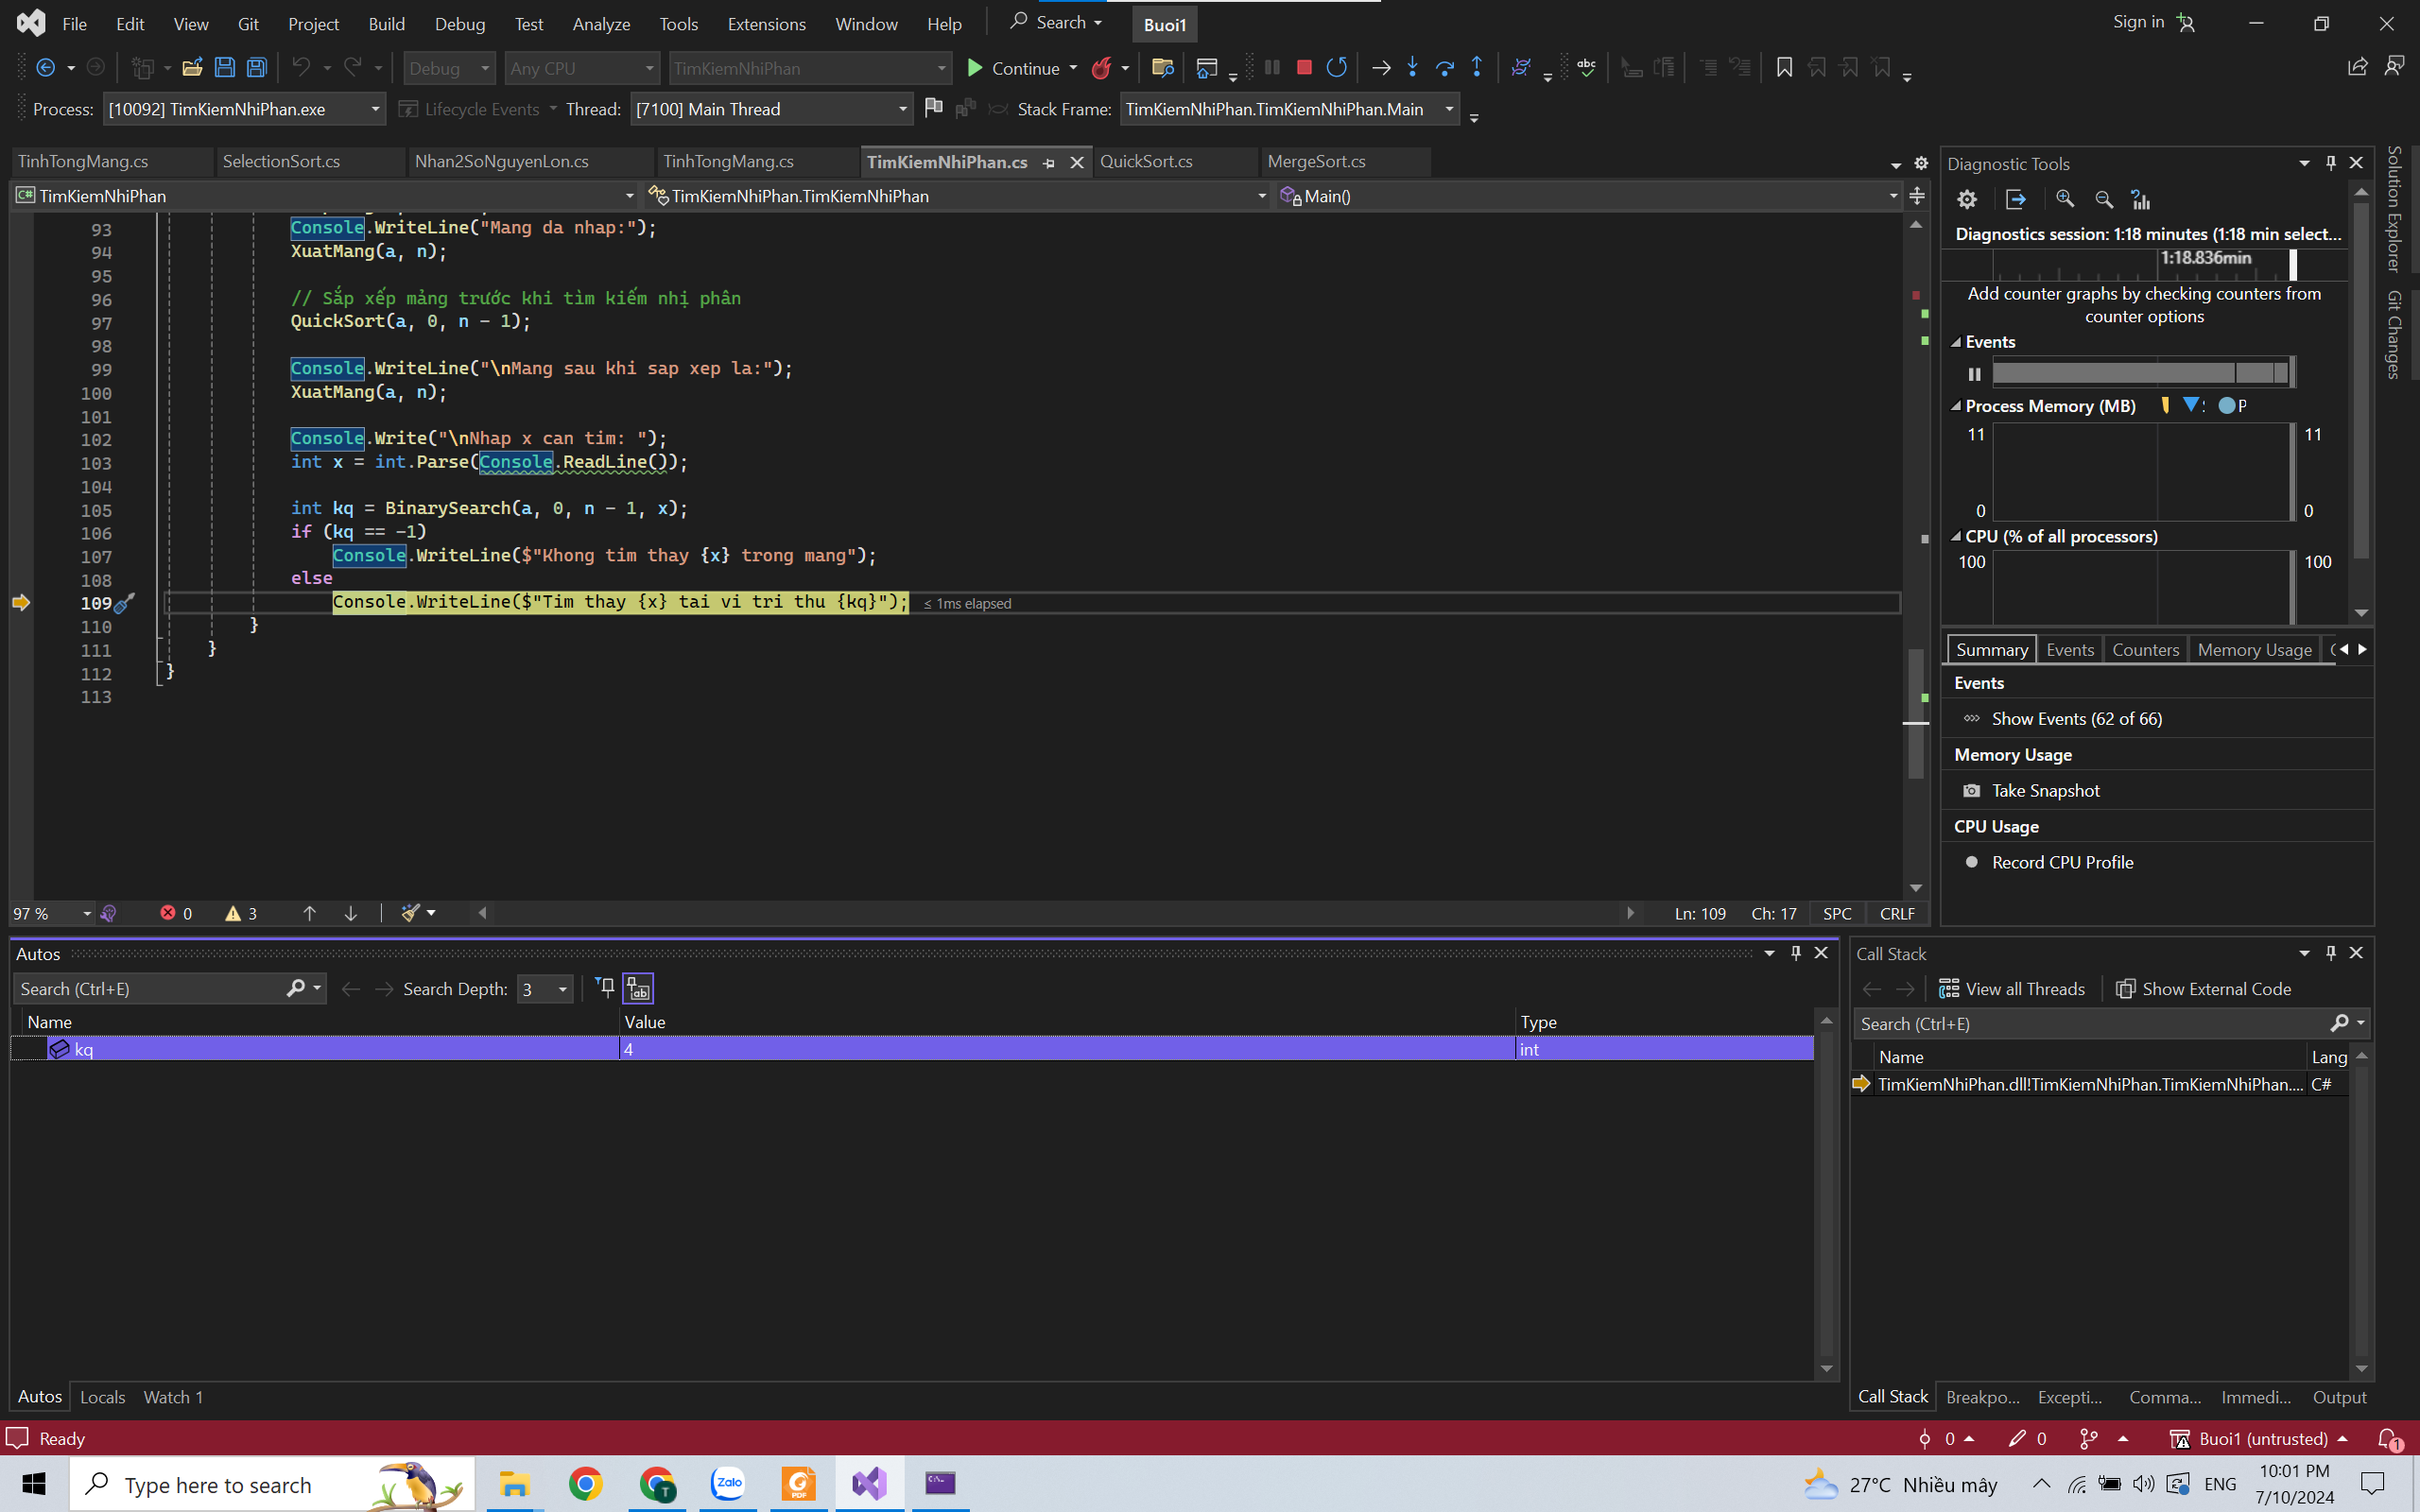 File Edit View Git Project Build Debug Test Analyze Tools Extensions Window Help Search Buoi1 Sign in
Debug Any CPU TimKiemNhiPhan Continue
Process: [10092] TimKiemNhiPhan.exe Lifecycle Events Thread: [7100] Main Thread Stack Frame: TimKiemNhiPhan.TimKiemNhiPhan.Main
TinhTongMang.cs SelectionSort.cs Nhan2SoNguyenLon.cs TinhTongMang.cs TimKiemNhiPhan.cs QuickSort.cs MergeSort.cs
C# TimKiemNhiPhan TimKiemNhiPhan.TimKiemNhiPhan Main()
93 Console.WriteLine("Mang da nhap:");
94 XuatMang(a, n);
95
96 // Sắp xếp mảng trước khi tìm kiếm nhị phân
97 QuickSort(a, 0, n - 1);
98
99 Console.WriteLine("\nMang sau khi sap xep la:");
100 XuatMang(a, n);
101
102 Console.Write("\nNhap x can tim: ");
103 int x = int.Parse(Console.ReadLine());
104
105 int kq = BinarySearch(a, 0, n - 1, x);
106 if (kq == -1)
107 Console.WriteLine($"Khong tim thay {x} trong mang");
108 else
109 Console.WriteLine($"Tim thay {x} tai vi tri thu {kq}"); ≤ 1ms elapsed
110 }
111 }
112 }
113
97 % 0 3 Ln: 109 Ch: 17 SPC CRLF
Diagnostic Tools
Diagnostics session: 1:18 minutes (1:18 min select...
1:18.836min
Add counter graphs by checking counters from
counter options
Events
Process Memory (MB) P
11 11
0 0
CPU (% of all processors)
100 100
Summary Events Counters Memory Usage
Events
Show Events (62 of 66)
Memory Usage
Take Snapshot
CPU Usage
Record CPU Profile
Solution Explorer
Git Changes
Autos
Search (Ctrl+E) Search Depth: 3
Name Value Type
kq 4 int
Autos Locals Watch 1
Call Stack
View all Threads Show External Code
Search (Ctrl+E)
Name Lang
TimKiemNhiPhan.dll!TimKiemNhiPhan.TimKiemNhiPhan.... C#
Call Stack Breakpo... Excepti... Comma... Immedi... Output
Ready 0 0 Buoi1 (untrusted) 1
Type here to search Zalo PDF T 27°C Nhiều mây ENG 10:01 PM
7/10/2024